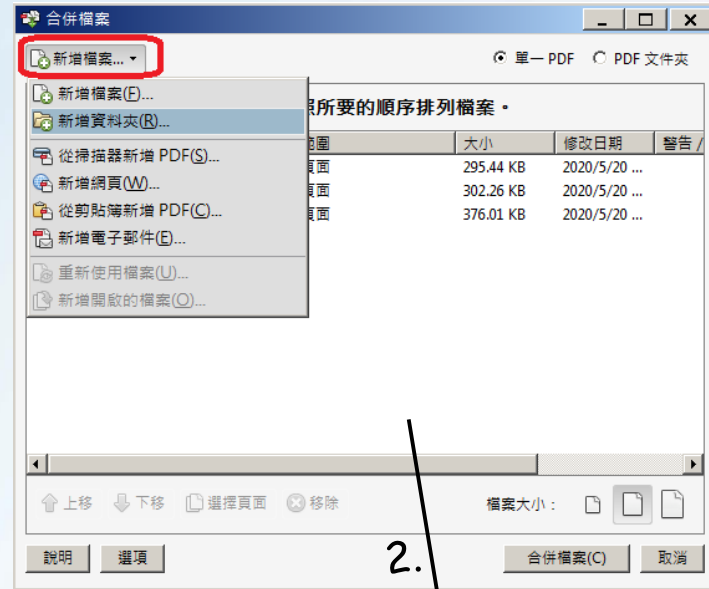 合併檔案
新增檔案...
單一 PDF PDF 文件夾
新增檔案(F)...
新增資料夾(R)...
從掃描器新增 PDF(S)...
新增網頁(W)...
從剪貼簿新增 PDF(C)...
新增電子郵件(E)...
重新使用檔案(U)...
新增開啟的檔案(O)...
所要的順序排列檔案。
範圍 大小 修改日期 警告 /
頁面 295.44 KB 2020/5/20 ...
頁面 302.26 KB 2020/5/20 ...
頁面 376.01 KB 2020/5/20 ...
上移 下移 選擇頁面 移除 檔案大小：
說明 選項 2. 合併檔案(C) 取消